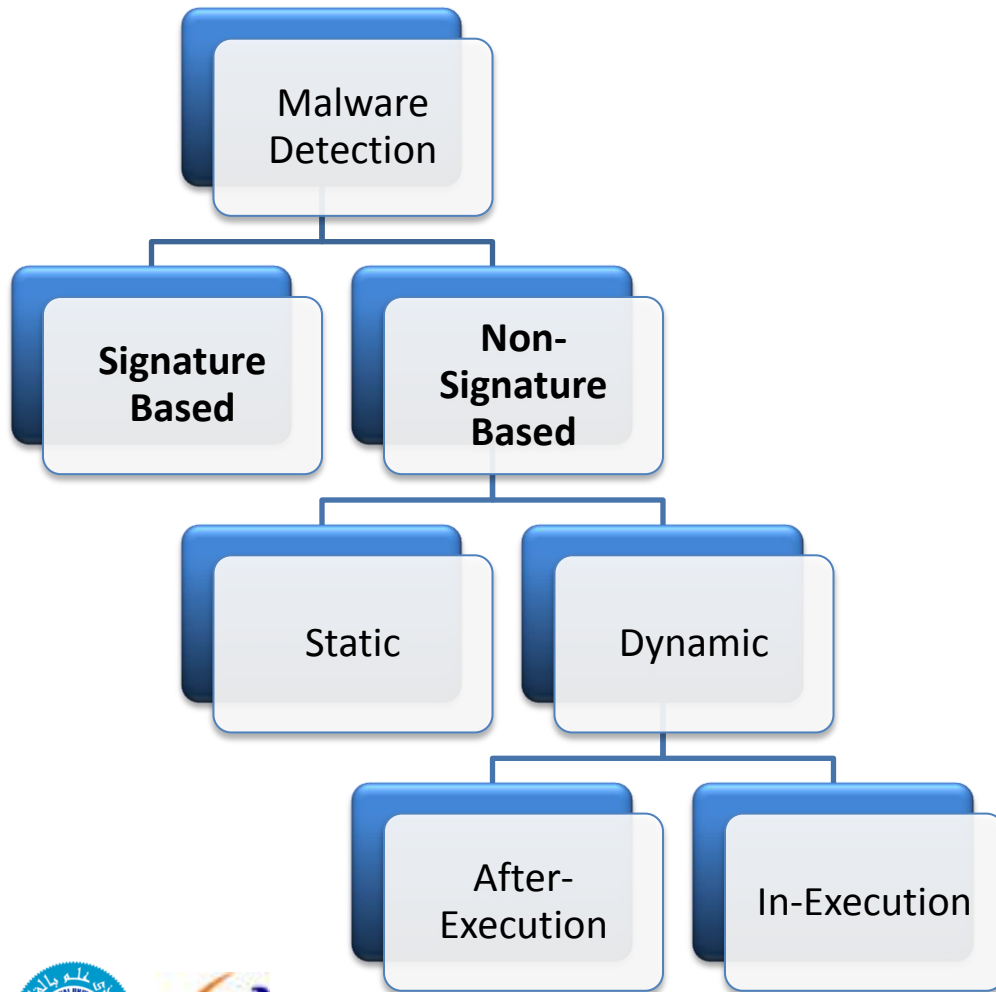 Malware
Detection
Signature
Based
Non-
Signature
Based
Static
Dynamic
After-
Execution
In-Execution